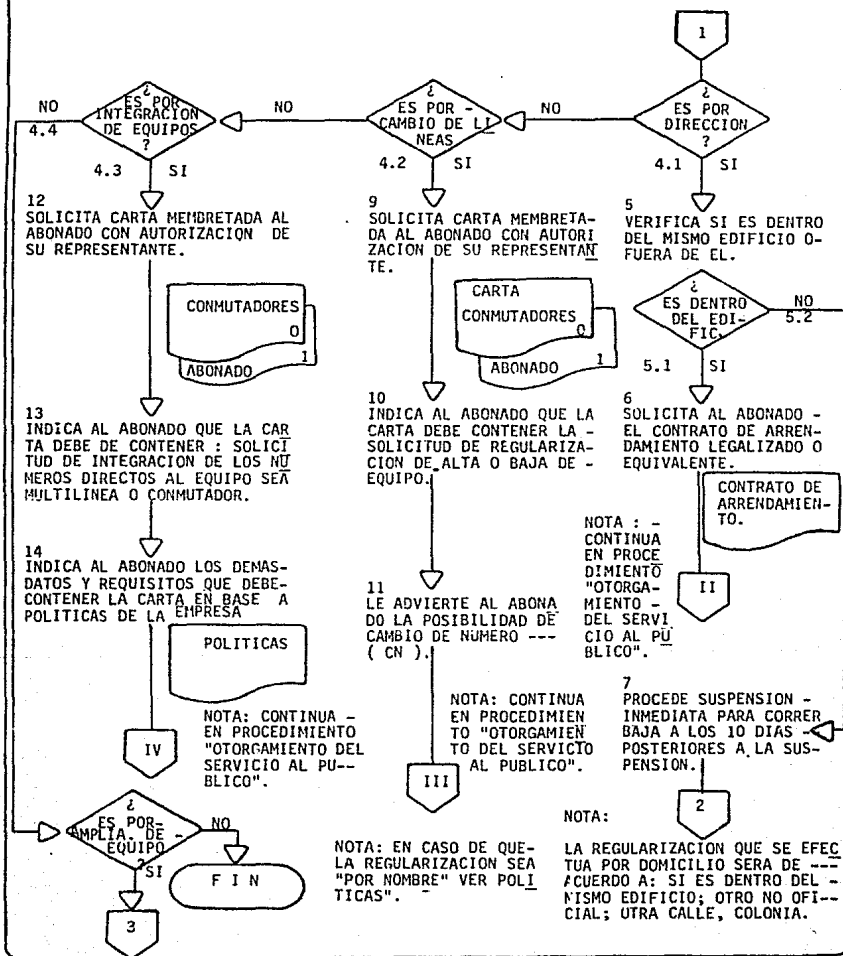 1
¿
ES POR
DIRECCION
?
NO
4.1 SI
¿
ES POR -
CAMBIO DE LI
NEAS
NO
4.2 SI
¿
ES POR
INTEGRACION
DE EQUIPOS
?
NO
4.4
4.3 SI
12
SOLICITA CARTA MEMBRETADA AL
ABONADO CON AUTORIZACION DE
SU REPRESENTANTE.
CONMUTADORES
0
ABONADO 1
13
INDICA AL ABONADO QUE LA CAR
TA DEBE DE CONTENER : SOLICI
TUD DE INTEGRACION DE LOS NU
MEROS DIRECTOS AL EQUIPO SEA
MULTILINEA O CONMUTADOR.
14
INDICA AL ABONADO LOS DEMAS-
DATOS Y REQUISITOS QUE DEBE-
CONTENER LA CARTA EN BASE A
POLITICAS DE LA EMPRESA
POLITICAS
NOTA: CONTINUA -
EN PROCEDIMIENTO
"OTORGAMIENTO DEL
SERVICIO AL PU--
BLICO".
IV
¿
ES POR-
AMPLIA. DE -
EQUIPO
?
NO
SI
F I N
3
9
SOLICITA CARTA MEMBRETA-
DA AL ABONADO CON AUTORI
ZACION DE SU REPRESENTAN
TE.
CARTA
CONMUTADORES
0
ABONADO 1
10
INDICA AL ABONADO QUE LA
CARTA DEBE CONTENER LA -
SOLICITUD DE REGULARIZA-
CION DE ALTA O BAJA DE -
EQUIPO.
11
LE ADVIERTE AL ABONA
DO LA POSIBILIDAD DE
CAMBIO DE NUMERO ---
( CN ).
NOTA: CONTINUA
EN PROCEDIMIEN
TO "OTORGAMIEN
TO DEL SERVICIO
AL PUBLICO".
III
NOTA: EN CASO DE QUE-
LA REGULARIZACION SEA
"POR NOMBRE" VER POLI
TICAS".
5
VERIFICA SI ES DENTRO
DEL MISMO EDIFICIO O-
FUERA DE EL.
¿
ES DENTRO
DEL EDI-
FIC.
NO
5.2
5.1 SI
6
SOLICITA AL ABONADO -
EL CONTRATO DE ARREN-
DAMIENTO LEGALIZADO O
EQUIVALENTE.
CONTRATO DE
ARRENDAMIEN-
TO.
NOTA : -
CONTINUA
EN PROCE
DIMIENTO
"OTORGA-
MIENTO -
DEL SERVI
CIO AL PU
BLICO".
II
7
PROCEDE SUSPENSION -
INMEDIATA PARA CORRER
BAJA A LOS 10 DIAS -
POSTERIORES A LA SUS-
PENSION.
2
NOTA:
LA REGULARIZACION QUE SE EFEC
TUA POR DOMICILIO SERA DE ---
ACUERDO A: SI ES DENTRO DEL -
MISMO EDIFICIO; OTRO NO OFI--
CIAL; OTRA CALLE, COLONIA.